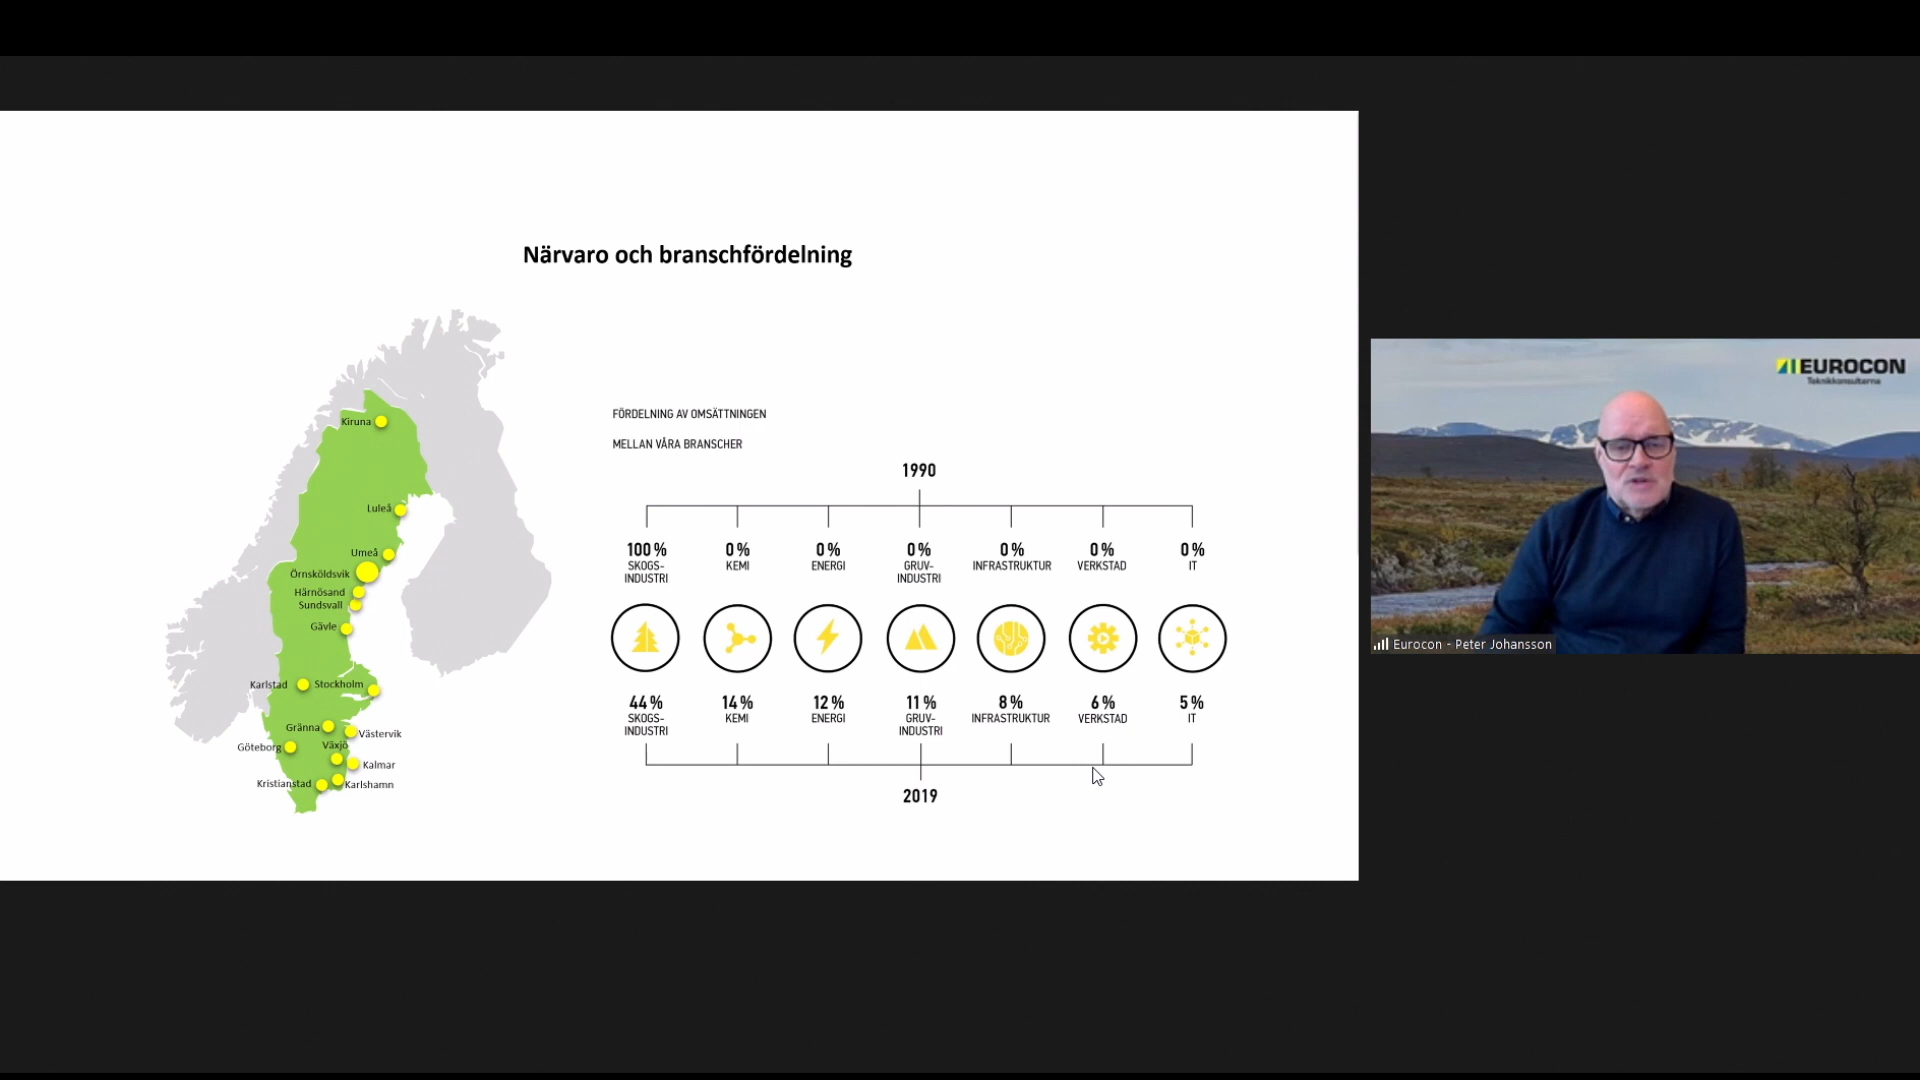 Närvaro och branschfördelning
Kiruna
Luleå
Umeå
Örnsköldsvik
Härnösand
Sundsvall
Gävle
Karlstad
Stockholm
Gränna
Västervik
Göteborg
Växjö
Kalmar
Kristianstad
Karlshamn
FÖRDELNING AV OMSÄTTNINGEN
MELLAN VÅRA BRANSCHER
1990
100 %
SKOGS-
INDUSTRI
0 %
KEMI
0 %
ENERGI
0 %
GRUV-
INDUSTRI
0 %
INFRASTRUKTUR
0 %
VERKSTAD
0 %
IT
44 %
SKOGS-
INDUSTRI
14 %
KEMI
12 %
ENERGI
11 %
GRUV-
INDUSTRI
8 %
INFRASTRUKTUR
6 %
VERKSTAD
5 %
IT
2019
EUROCON
Teknikkonsulterna
Eurocon - Peter Johansson